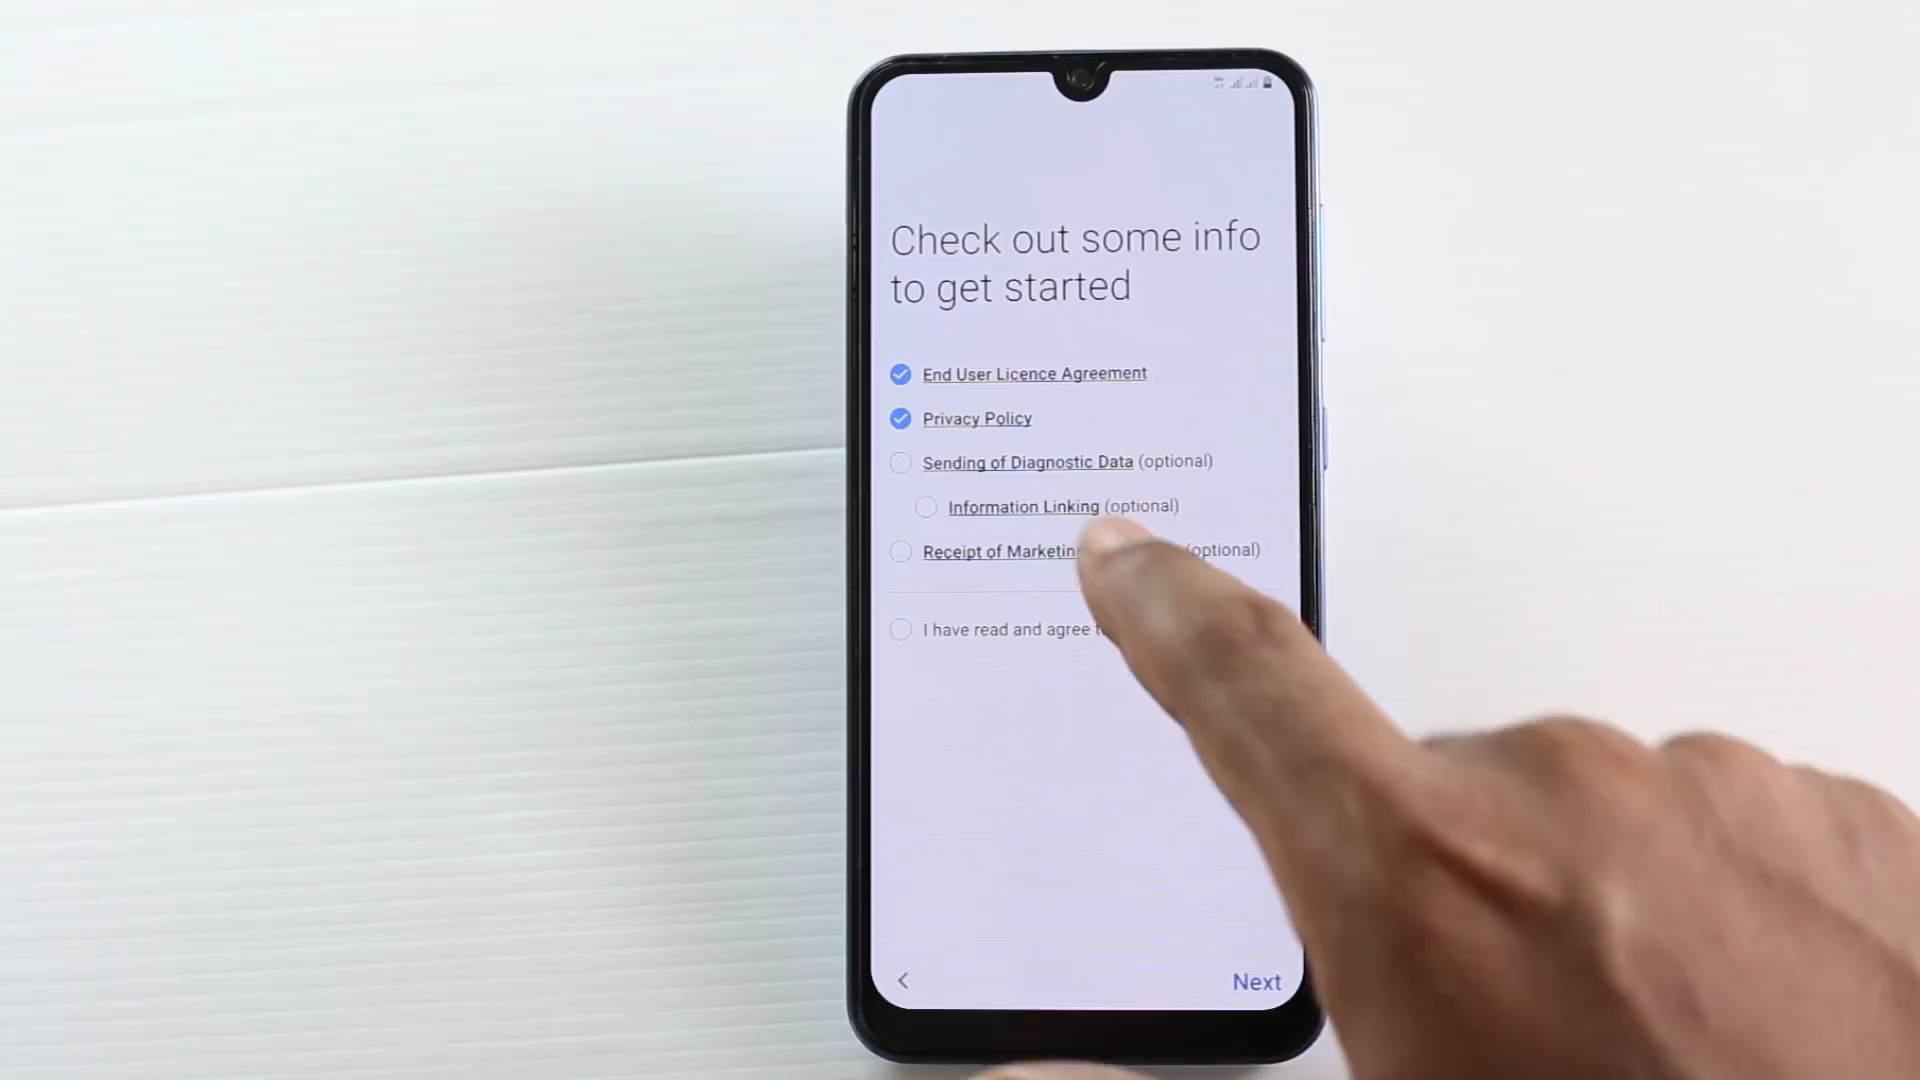 Check out some info
to get started
End User Licence Agreement
Privacy Policy
Sending of Diagnostic Data (optional)
Information Linking (optional)
Receipt of (optional)
I have read and agree
Next